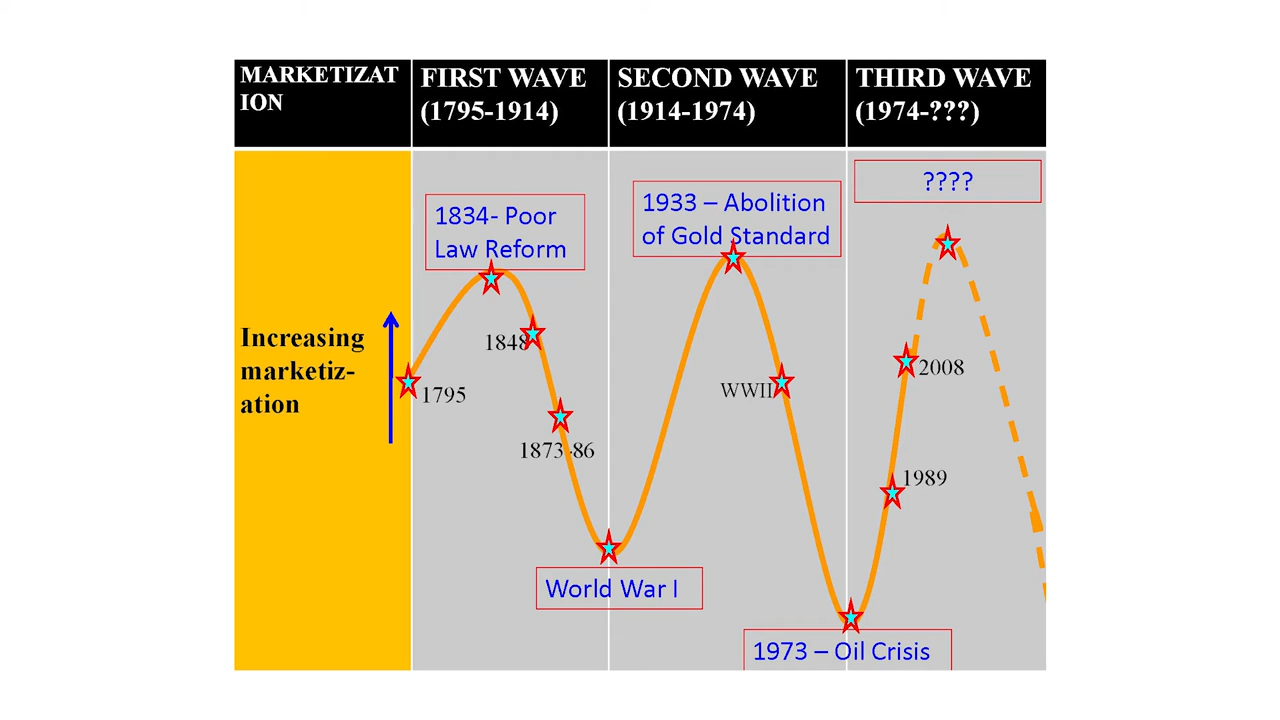 MARKETIZAT
ION
FIRST WAVE
(1795-1914)
SECOND WAVE
(1914-1974)
THIRD WAVE
(1974-???)
????
1834- Poor
Law Reform
1933 – Abolition
of Gold Standard
Increasing
marketiz-
ation
1795
1848
1873-86
WWII
2008
1989
World War I
1973 – Oil Crisis